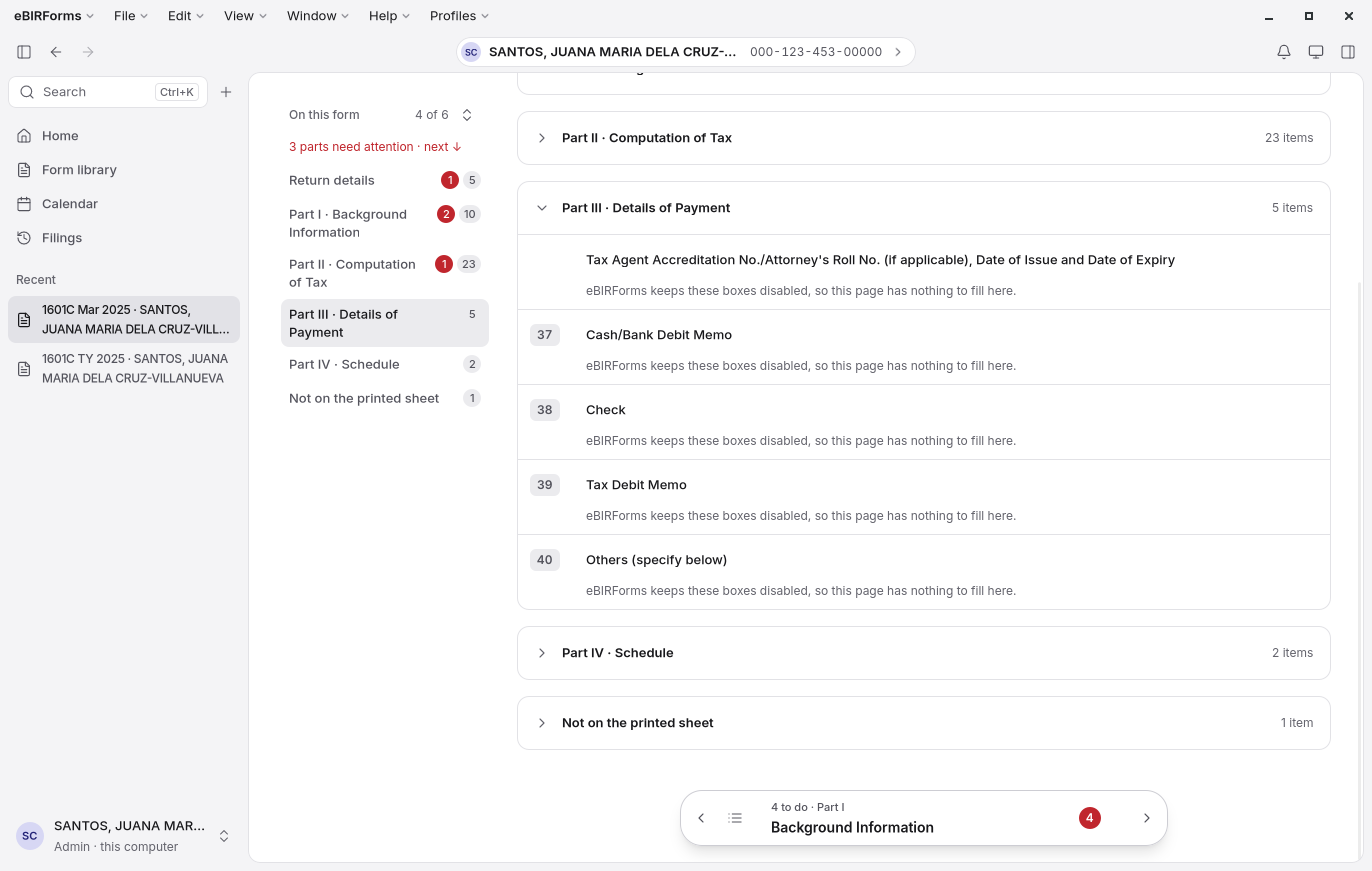 eBIRForms File Edit View Window Help Profiles
SC SANTOS, JUANA MARIA DELA CRUZ-... 000-123-453-00000
Search Ctrl+K
Home
Form library
Calendar
Filings
Recent
1601C Mar 2025 · SANTOS,
JUANA MARIA DELA CRUZ-VILL...
1601C TY 2025 · SANTOS, JUANA
MARIA DELA CRUZ-VILLANUEVA
SC
SANTOS, JUANA MAR...
Admin · this computer
On this form 4 of 6
3 parts need attention · next ↓
Return details 1 5
Part I · Background 2 10
Information
Part II · Computation 1 23
of Tax
Part III · Details of 5
Payment
Part IV · Schedule 2
Not on the printed sheet 1
Part II · Computation of Tax 23 items
Part III · Details of Payment 5 items
Tax Agent Accreditation No./Attorney's Roll No. (if applicable), Date of Issue and Date of Expiry
eBIRForms keeps these boxes disabled, so this page has nothing to fill here.
37 Cash/Bank Debit Memo
eBIRForms keeps these boxes disabled, so this page has nothing to fill here.
38 Check
eBIRForms keeps these boxes disabled, so this page has nothing to fill here.
39 Tax Debit Memo
eBIRForms keeps these boxes disabled, so this page has nothing to fill here.
40 Others (specify below)
eBIRForms keeps these boxes disabled, so this page has nothing to fill here.
Part IV · Schedule 2 items
Not on the printed sheet 1 item
4 to do · Part I
Background Information 4